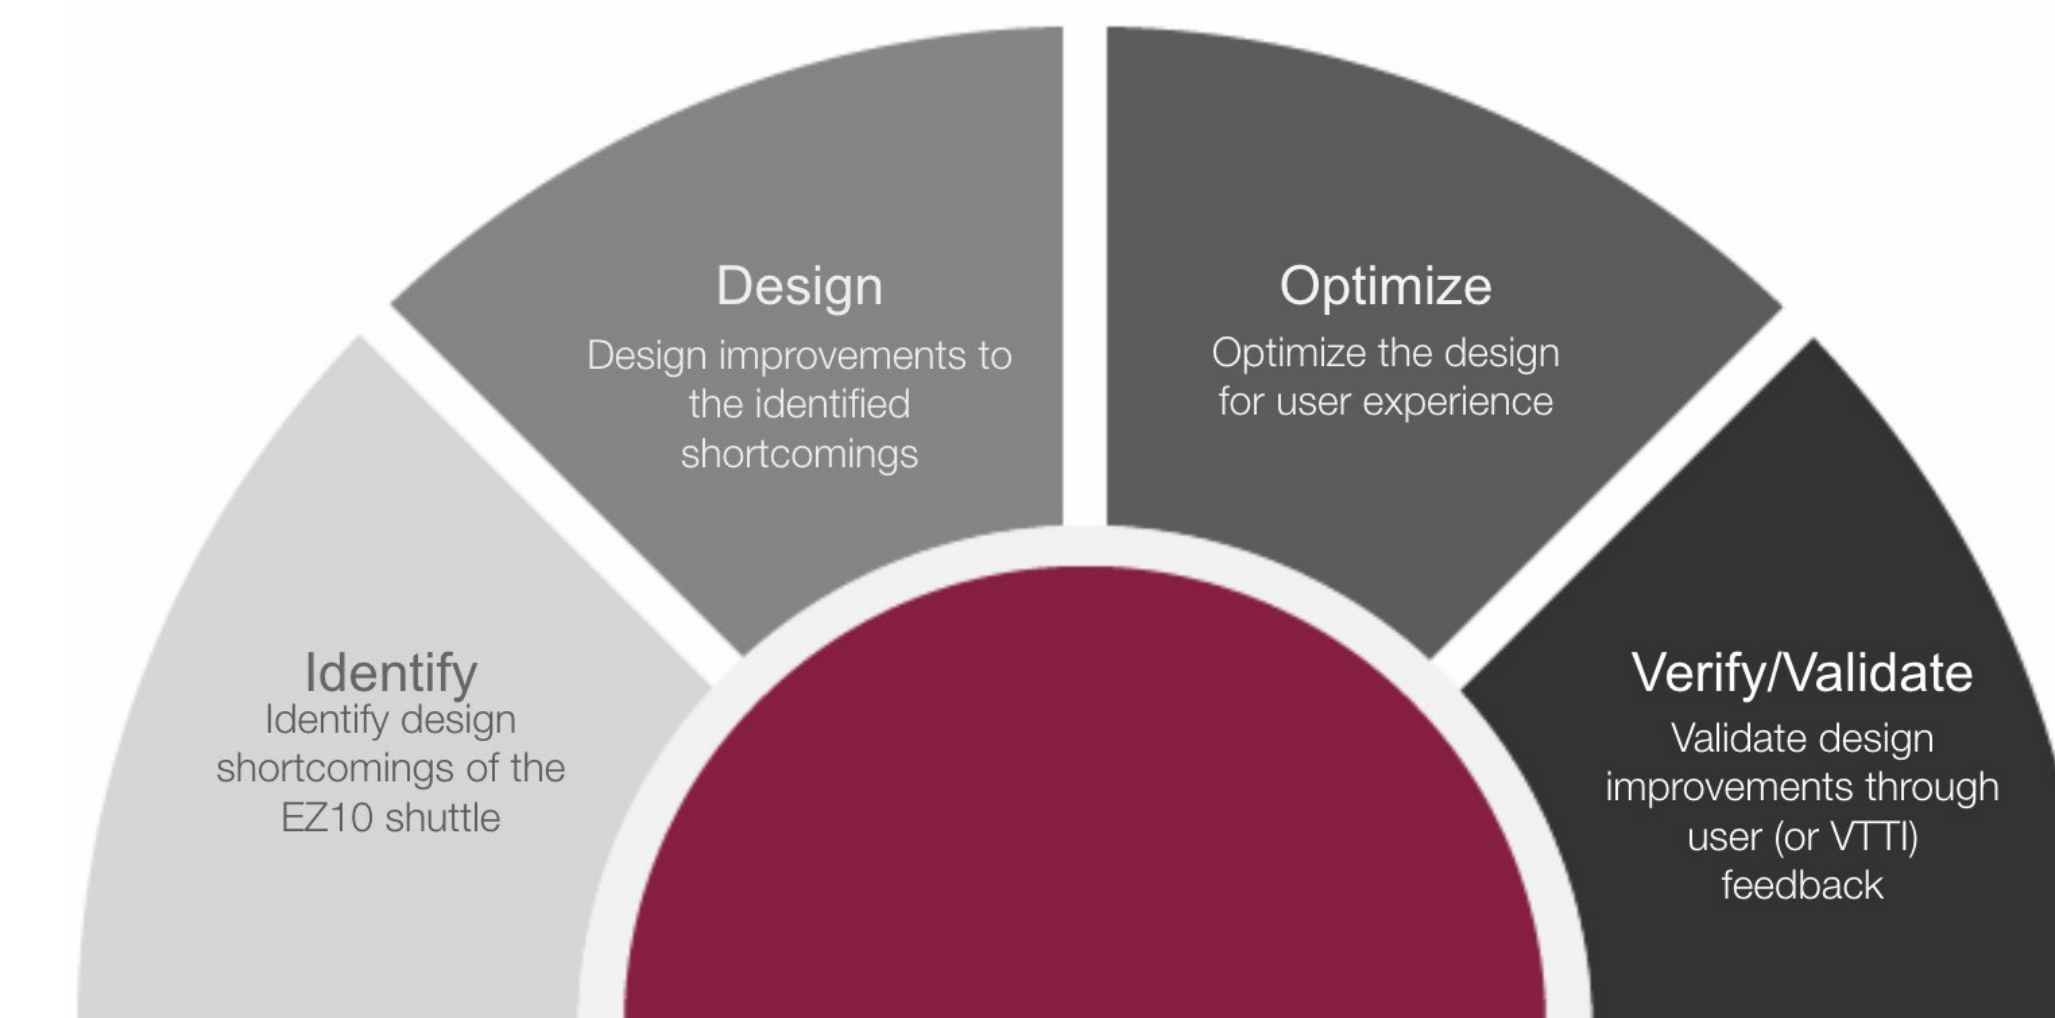 Identify
Identify design
shortcomings of the
EZ10 shuttle
Design
Design improvements to
the identified
shortcomings
Optimize
Optimize the design
for user experience
Verify/Validate
Validate design
improvements through
user (or VTTI)
feedback